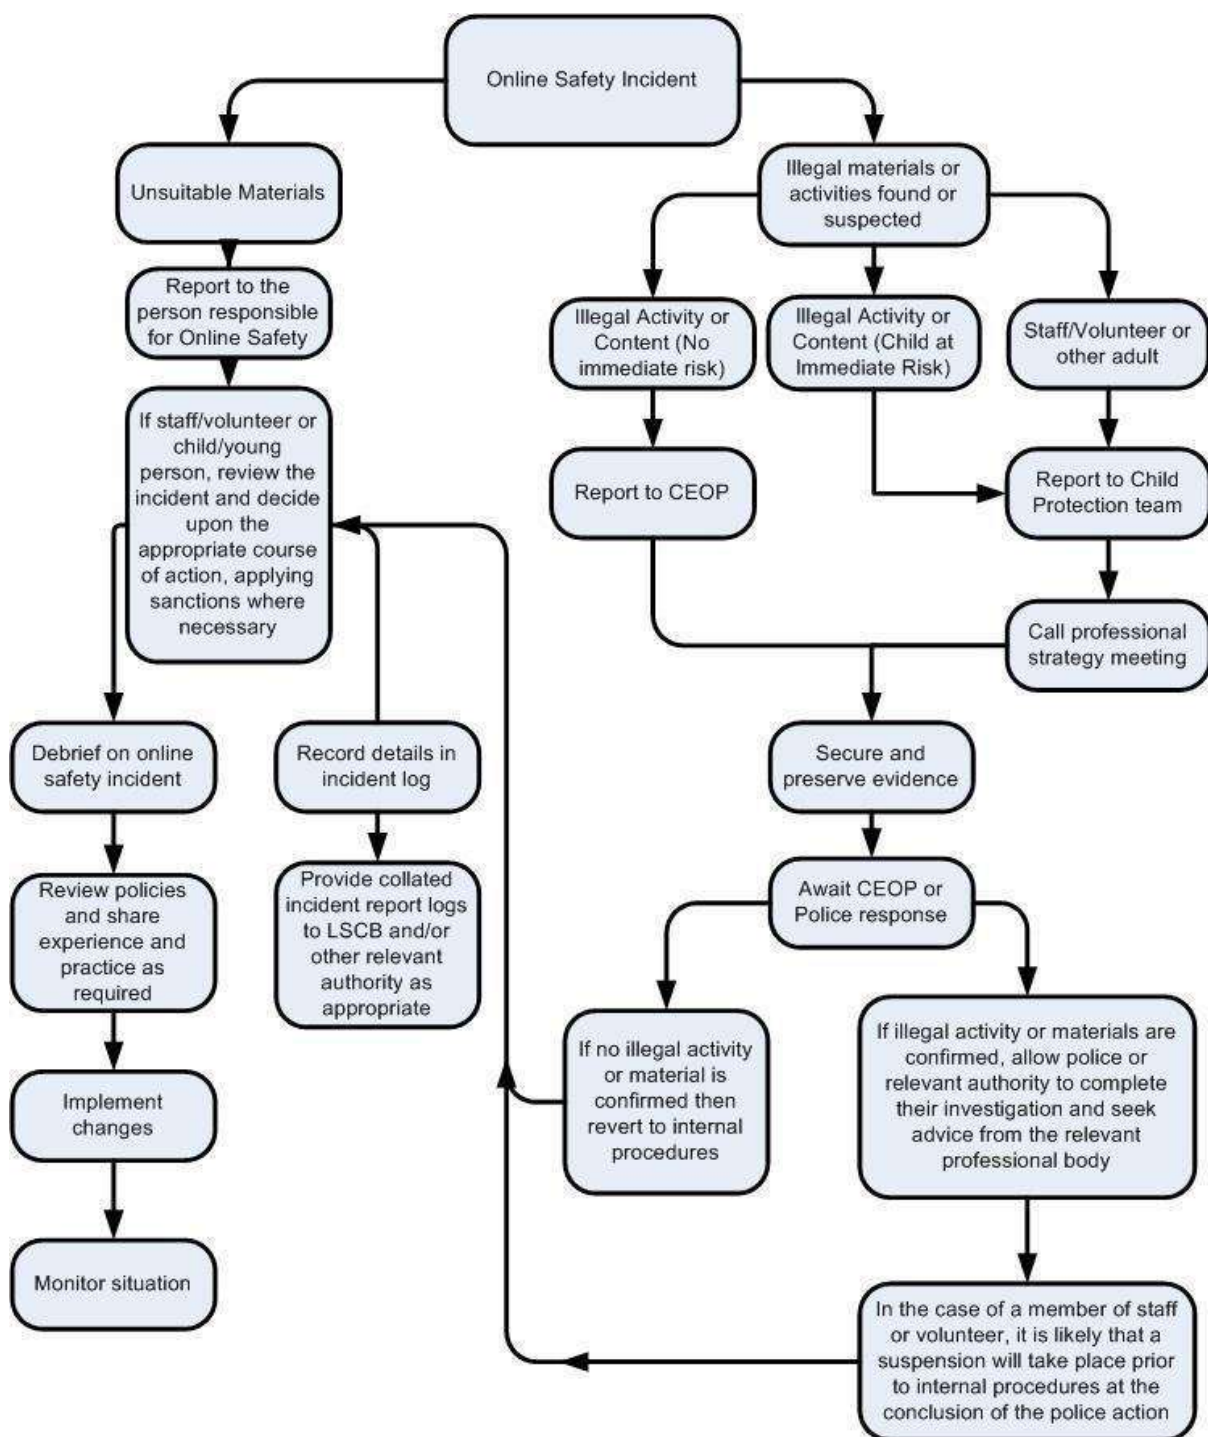 Online Safety Incident
Unsuitable Materials
Illegal materials or
activities found or
suspected
Report to the
person responsible
for Online Safety
Illegal Activity or
Content (No
immediate risk)
Illegal Activity or
Content (Child at
Immediate Risk)
Staff/Volunteer or
other adult
If staff/volunteer or
child/young
person, review the
incident and decide
upon the
appropriate course
of action, applying
sanctions where
necessary
Report to CEOP
Report to Child
Protection team
Call professional
strategy meeting
Debrief on online
safety incident
Record details in
incident log
Secure and
preserve evidence
Review policies
and share
experience and
practice as
required
Provide collated
incident report logs
to LSCB and/or
other relevant
authority as
appropriate
Await CEOP or
Police response
If no illegal activity
or material is
confirmed then
revert to internal
procedures
If illegal activity or materials are
confirmed, allow police or
relevant authority to complete
their investigation and seek
advice from the relevant
professional body
Implement
changes
Monitor situation
In the case of a member of staff
or volunteer, it is likely that a
suspension will take place prior
to internal procedures at the
conclusion of the police action